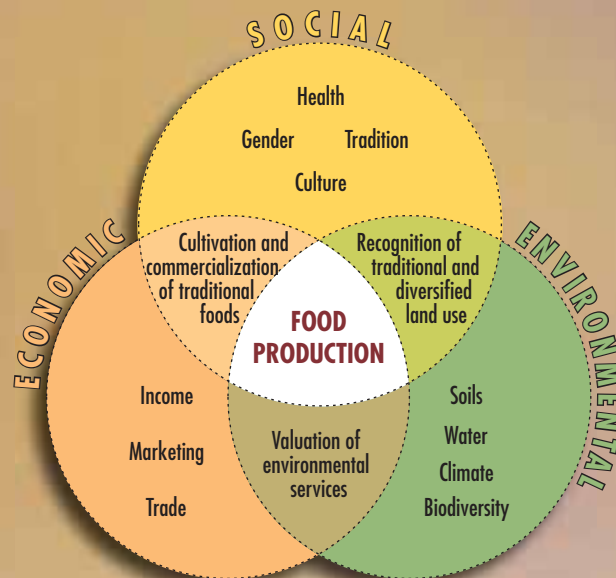 SOCIAL
Health
Gender Tradition
Culture
ECONOMIC
ENVIRONMENTAL
Cultivation and
commercialization
of traditional
foods
Recognition of
traditional and
diversified
land use
FOOD
PRODUCTION
Income
Marketing
Trade
Valuation of
environmental
services
Soils
Water
Climate
Biodiversity